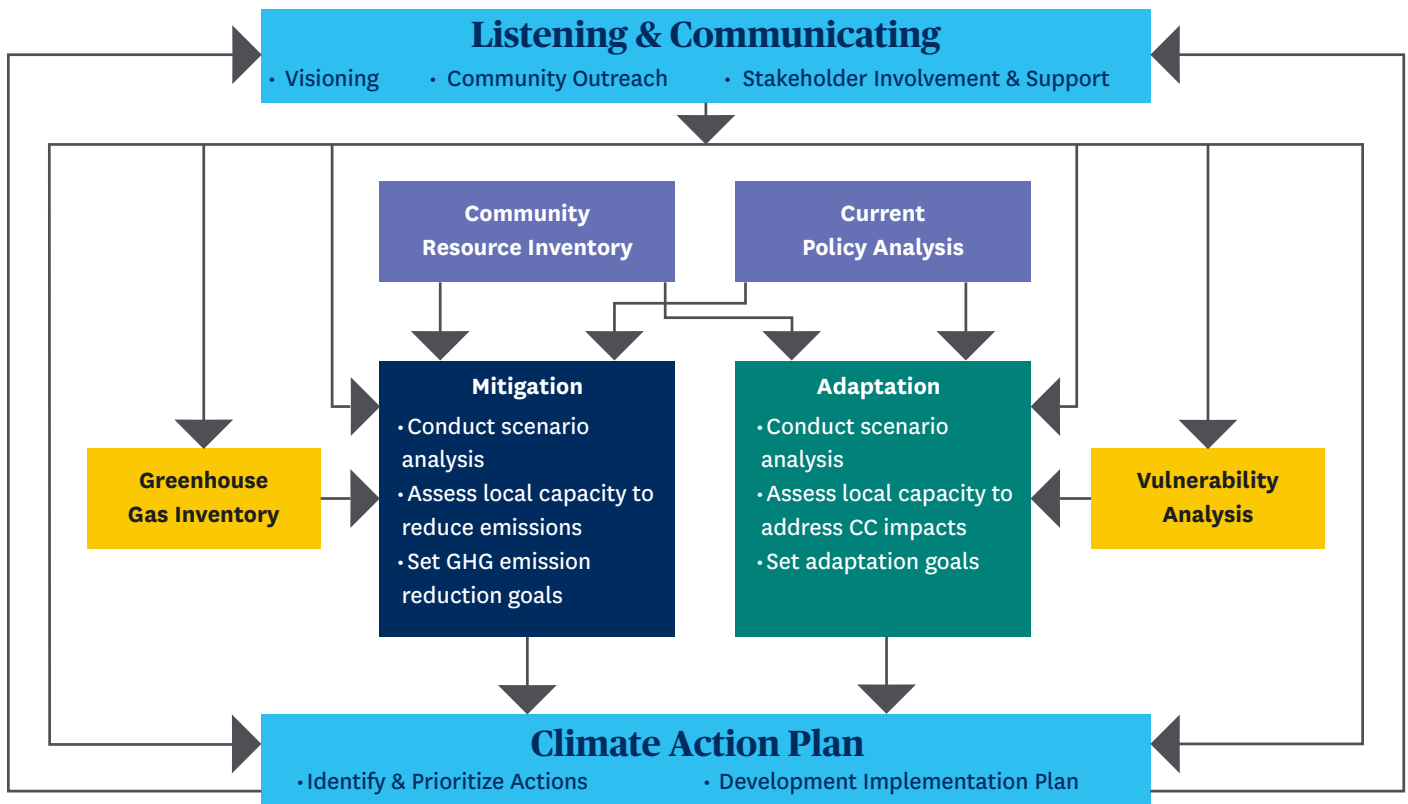 Listening & Communicating
· Visioning · Community Outreach · Stakeholder Involvement & Support
Community
Resource Inventory
Current
Policy Analysis
Mitigation
· Conduct scenario
analysis
· Assess local capacity to
reduce emissions
· Set GHG emission
reduction goals
Adaptation
· Conduct scenario
analysis
· Assess local capacity to
address CC impacts
· Set adaptation goals
Greenhouse
Gas Inventory
Vulnerability
Analysis
Climate Action Plan
· Identify & Prioritize Actions · Development Implementation Plan